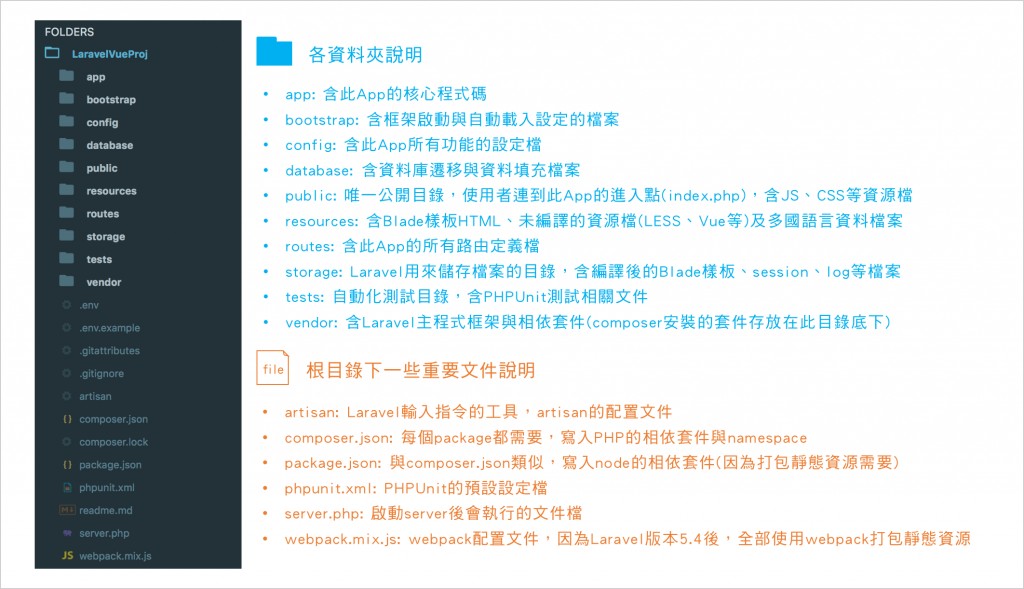 FOLDERS
LaravelVueProj
app
bootstrap
config
database
public
resources
routes
storage
tests
vendor
.env
.env.example
.gitattributes
.gitignore
artisan
{} composer.json
composer.lock
{} package.json
phpunit.xml
M↓ readme.md
server.php
JS webpack.mix.js
各資料夾說明
• app: 含此App的核心程式碼
• bootstrap: 含框架啟動與自動載入設定的檔案
• config: 含此App所有功能的設定檔
• database: 含資料庫遷移與資料填充檔案
• public: 唯一公開目錄，使用者連到此App的進入點(index.php)，含JS、CSS等資源檔
• resources: 含Blade樣板HTML、未編譯的資源檔(LESS、Vue等)及多國語言資料檔案
• routes: 含此App的所有路由定義檔
• storage: Laravel用來儲存檔案的目錄，含編譯後的Blade樣板、session、log等檔案
• tests: 自動化測試目錄，含PHPUnit測試相關文件
• vendor: 含Laravel主程式框架與相依套件(composer安裝的套件存放在此目錄底下)
file 根目錄下一些重要文件說明
• artisan: Laravel輸入指令的工具，artisan的配置文件
• composer.json: 每個package都需要，寫入PHP的相依套件與namespace
• package.json: 與composer.json類似，寫入node的相依套件(因為打包靜態資源需要)
• phpunit.xml: PHPUnit的預設設定檔
• server.php: 啟動server後會執行的文件檔
• webpack.mix.js: webpack配置文件，因為Laravel版本5.4後，全部使用webpack打包靜態資源